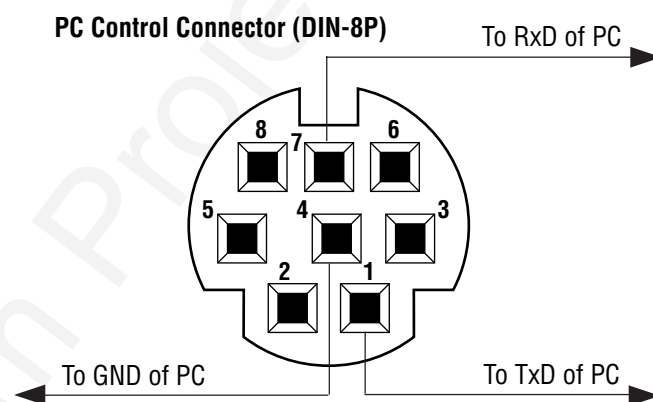 PC Control Connector (DIN-8P)
To RxD of PC
8 7 6
5 4 3
2 1
To GND of PC
To TxD of PC